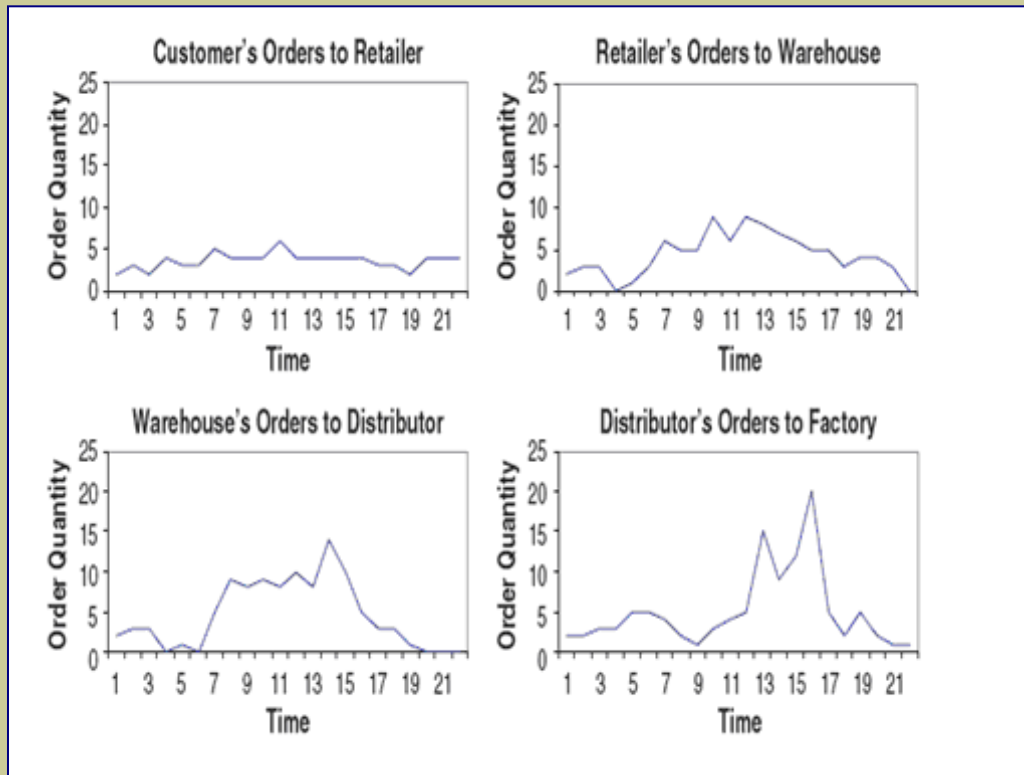 Customer's Orders to Retailer
Order Quantity
25
20
15
10
5
0
1 3 5 7 9 11 13 15 17 19 21
Time
Retailer's Orders to Warehouse
Order Quantity
25
20
15
10
5
0
1 3 5 7 9 11 13 15 17 19 21
Time
Warehouse's Orders to Distributor
Order Quantity
25
20
15
10
5
0
1 3 5 7 9 11 13 15 17 19 21
Time
Distributor's Orders to Factory
Order Quantity
25
20
15
10
5
0
1 3 5 7 9 11 13 15 17 19 21
Time